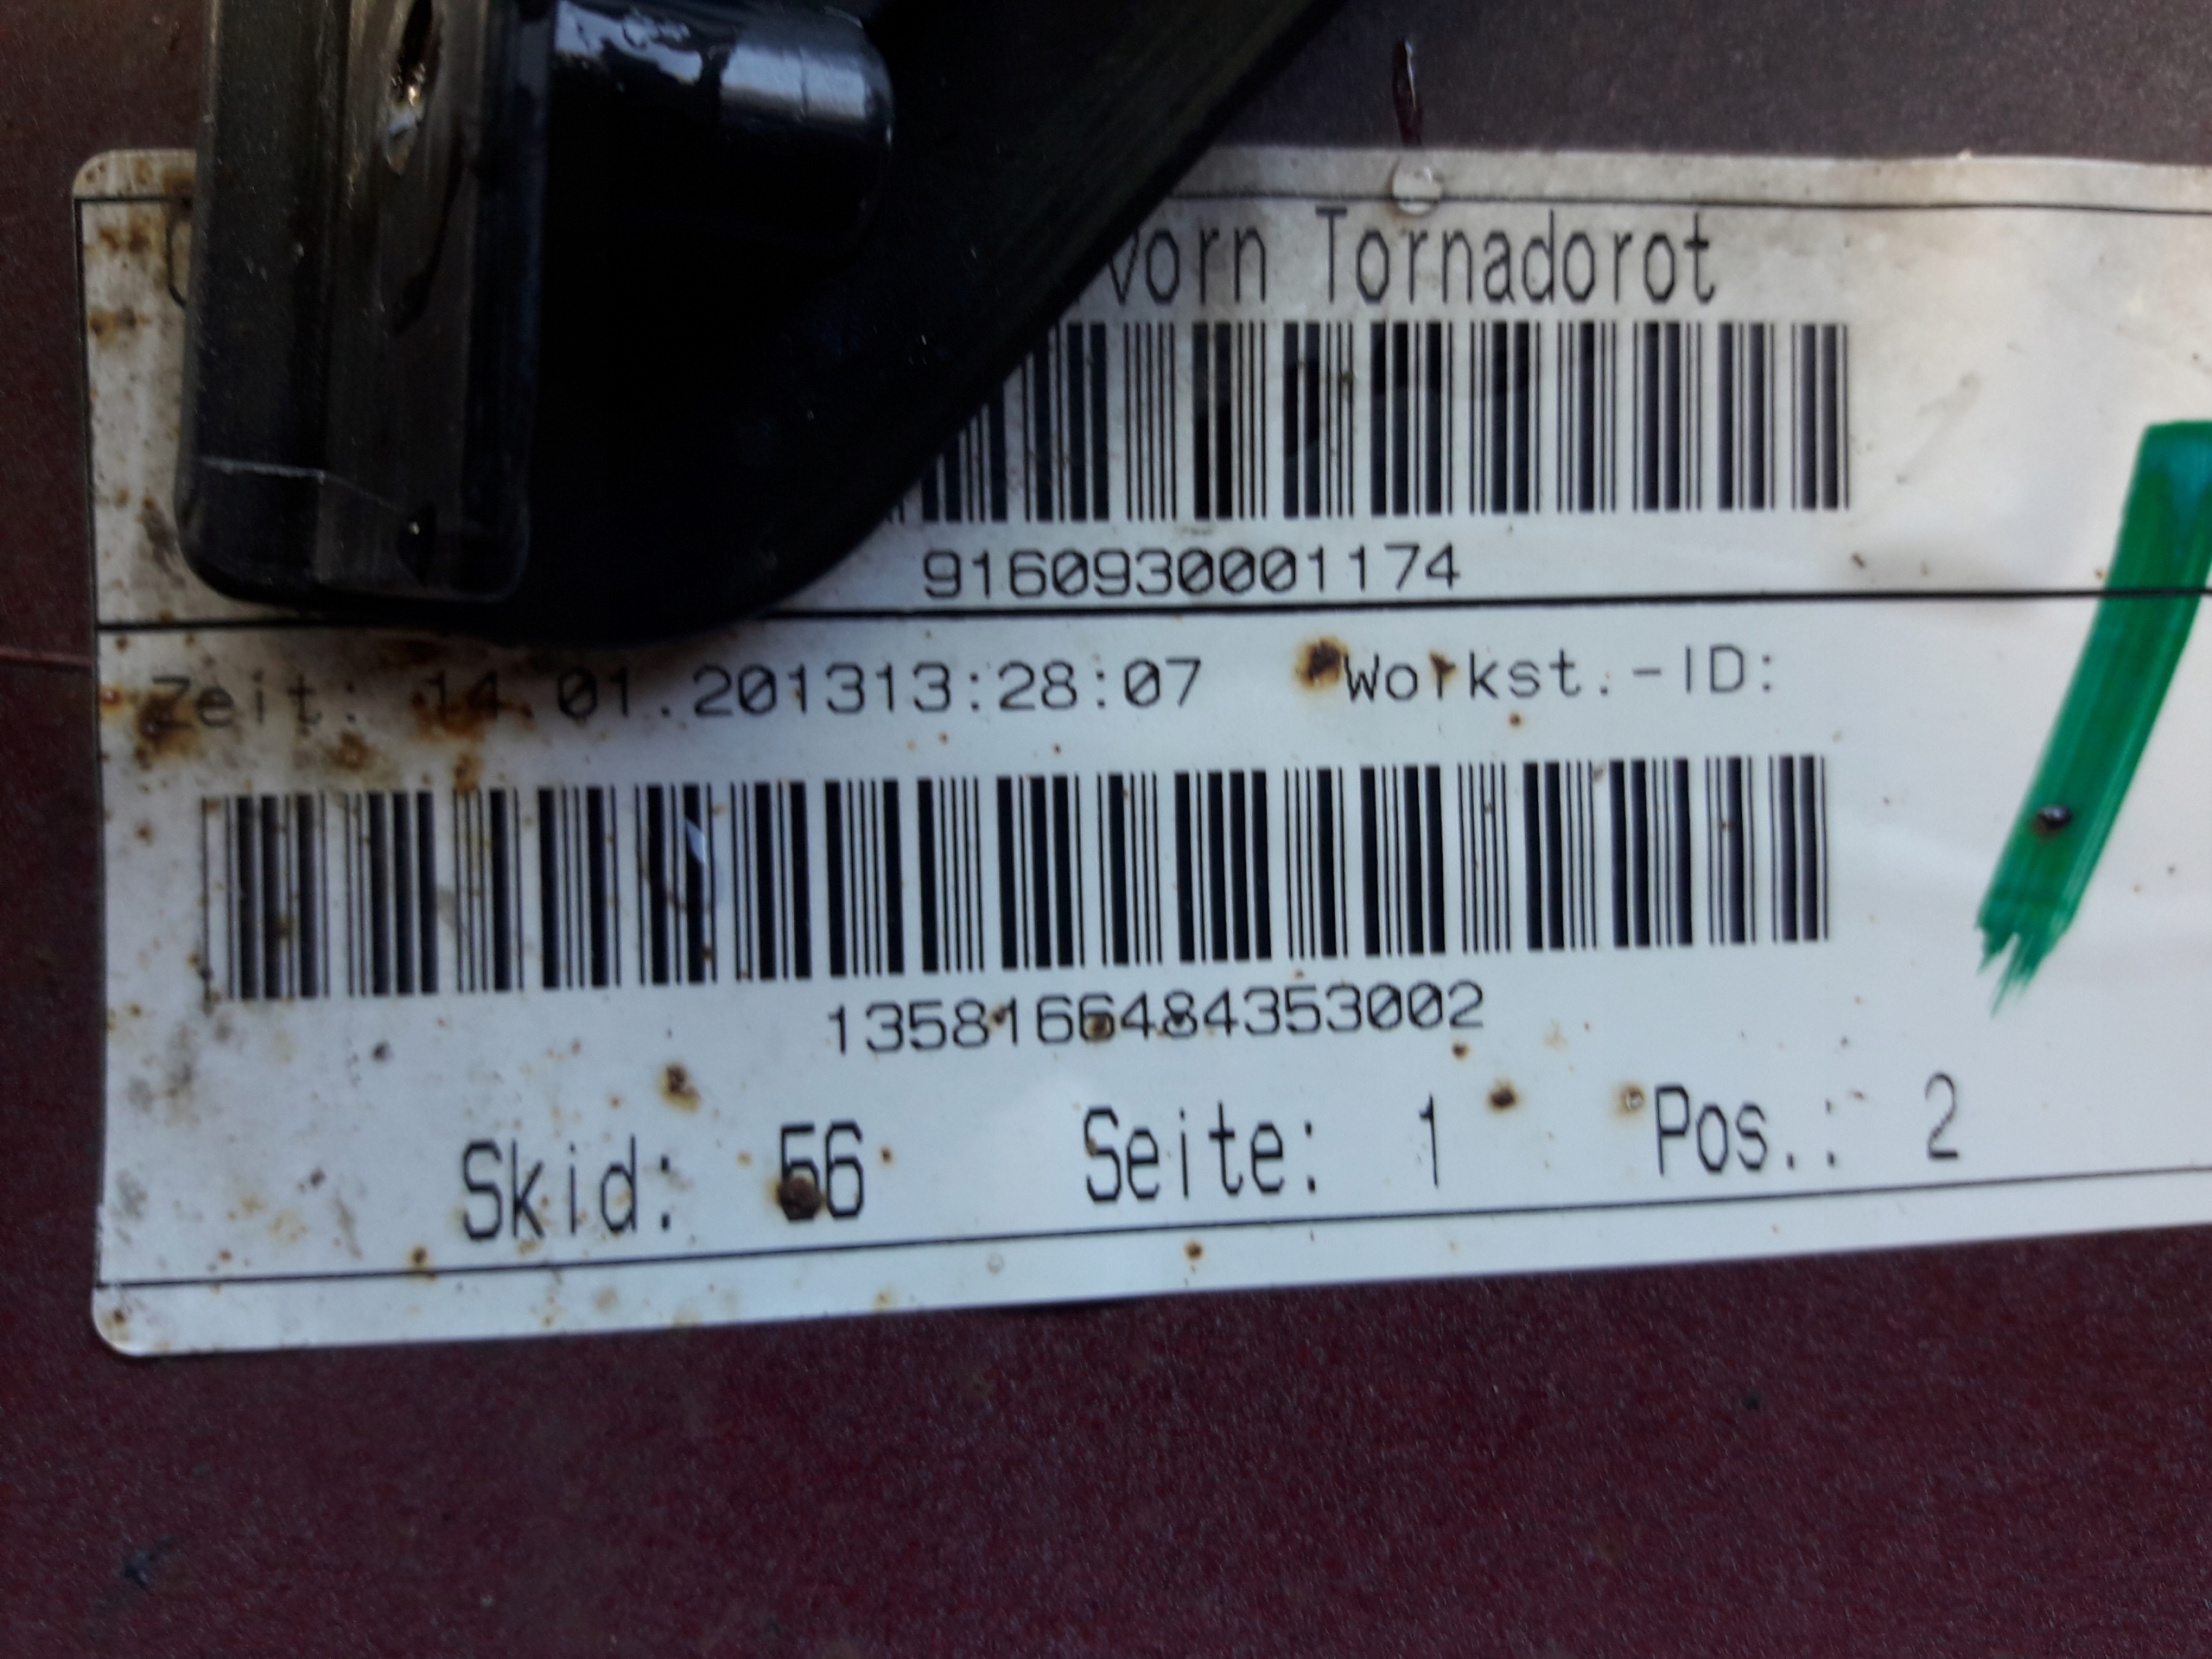 vorn Tornadorot
9160930001174
Zeit: 14.01.201313:28:07 Workst.-ID:
1358166484353002
Skid: 56 Seite: 1 Pos.: 2